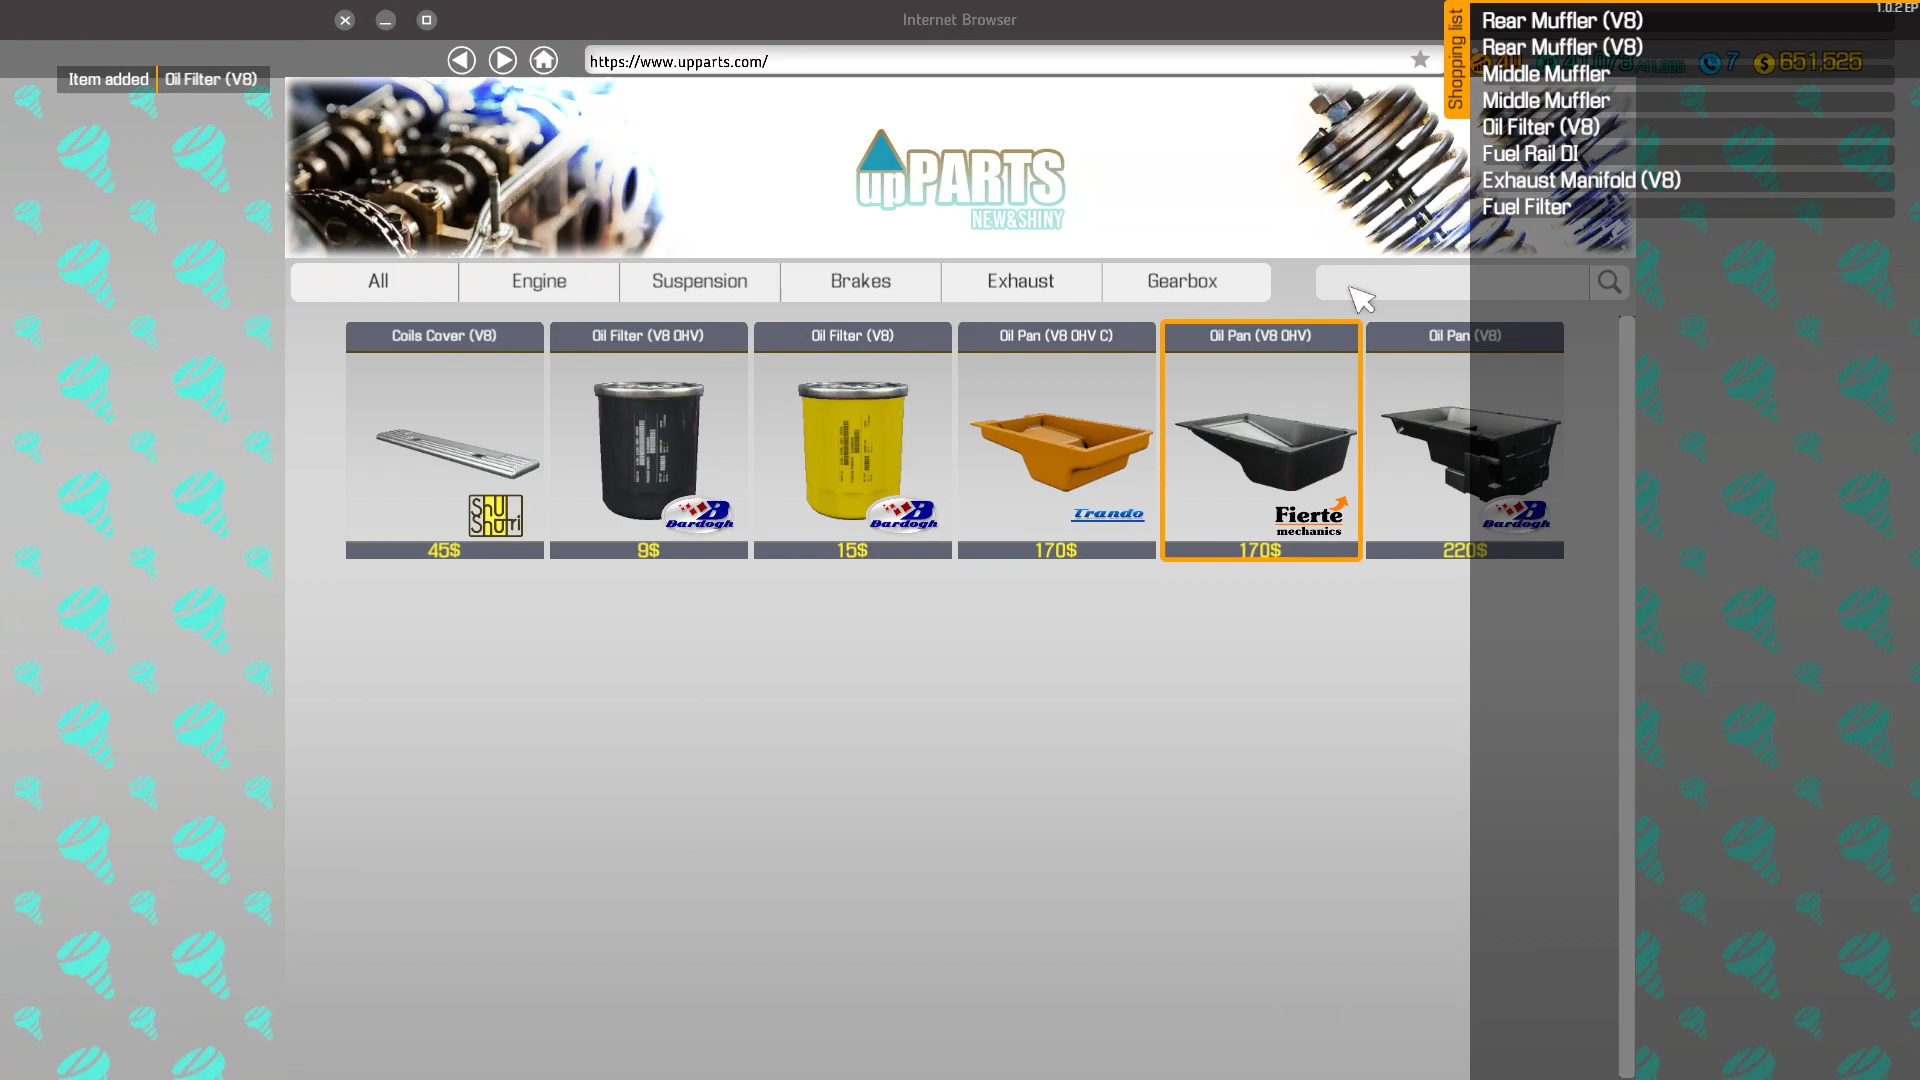 Internet Browser
1.0.2 EP
Item added Oil Filter (V8)
https://www.upparts.com/
7
651,525
Shopping list
Rear Muffler (V8)
Rear Muffler (V8)
Middle Muffler
Middle Muffler
Oil Filter (V8)
Fuel Rail DI
Exhaust Manifold (V8)
Fuel Filter
upPARTS
NEW&SHINY
All
Engine
Suspension
Brakes
Exhaust
Gearbox
Coils Cover (V8)
Shu Shutri
45$
Oil Filter (V8 OHV)
Bardogh
9$
Oil Filter (V8)
Bardogh
15$
Oil Pan (V8 OHV C)
Trando
170$
Oil Pan (V8 OHV)
Fierte
mechanics
170$
Oil Pan (V8)
Bardogh
220$